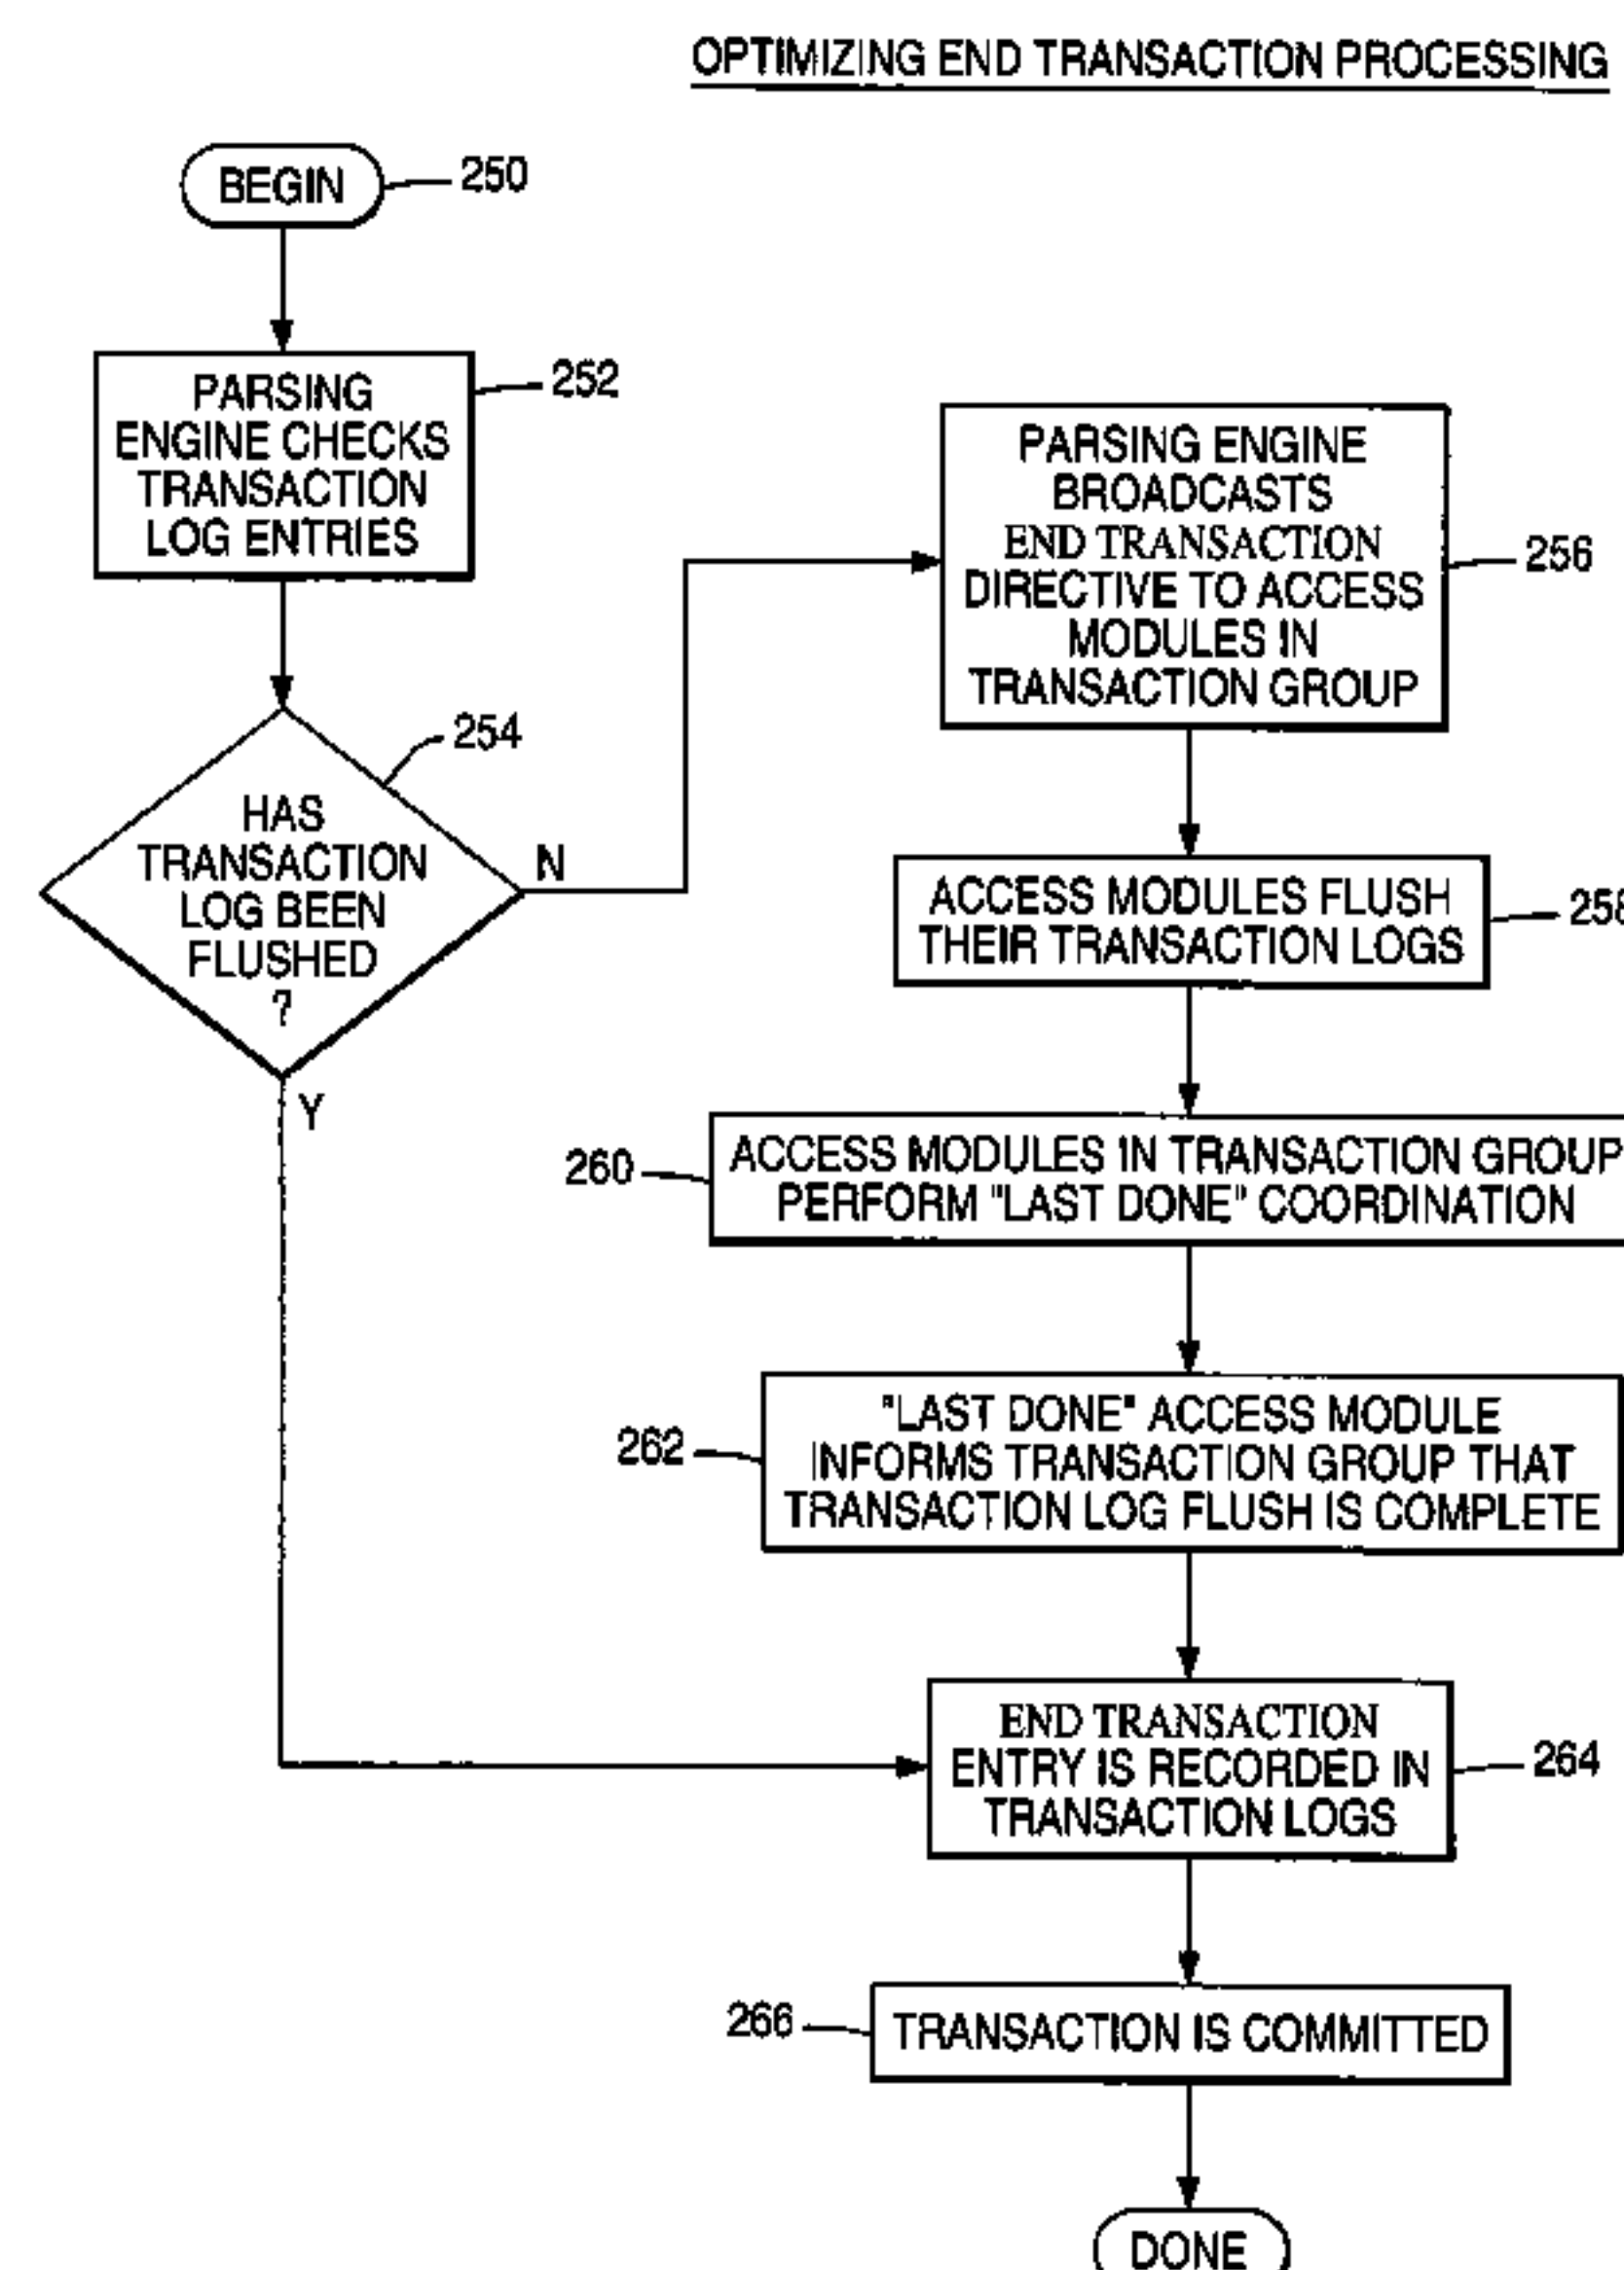 OPTIMIZING END TRANSACTION PROCESSING
BEGIN
250
PARSING
ENGINE CHECKS
TRANSACTION
LOG ENTRIES
252
HAS
TRANSACTION
LOG BEEN
FLUSHED
?
254
N
Y
PARSING ENGINE
BROADCASTS
END TRANSACTION
DIRECTIVE TO ACCESS
MODULES IN
TRANSACTION GROUP
256
ACCESS MODULES FLUSH
THEIR TRANSACTION LOGS
258
ACCESS MODULES IN TRANSACTION GROUP
PERFORM "LAST DONE" COORDINATION
260
"LAST DONE" ACCESS MODULE
INFORMS TRANSACTION GROUP THAT
TRANSACTION LOG FLUSH IS COMPLETE
262
END TRANSACTION
ENTRY IS RECORDED IN
TRANSACTION LOGS
264
TRANSACTION IS COMMITTED
266
DONE